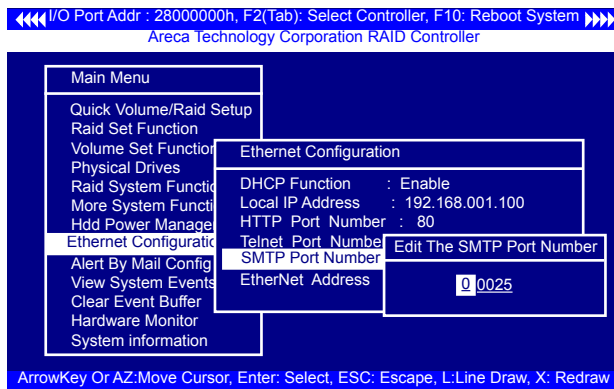 I/O Port Addr : 28000000h, F2(Tab): Select Controller, F10: Reboot System
Areca Technology Corporation RAID Controller
Main Menu
Quick Volume/Raid Setup
Raid Set Function
Volume Set Function
Physical Drives
Raid System Functio
More System Functi
Hdd Power Manage
Ethernet Configuratio
Alert By Mail Config
View System Events
Clear Event Buffer
Hardware Monitor
System information
Ethernet Configuration
DHCP Function : Enable
Local IP Address : 192.168.001.100
HTTP Port Number : 80
Telnet Port Numbe
SMTP Port Number
EtherNet Address
Edit The SMTP Port Number
0 0025
ArrowKey Or AZ:Move Cursor, Enter: Select, ESC: Escape, L:Line Draw, X: Redraw